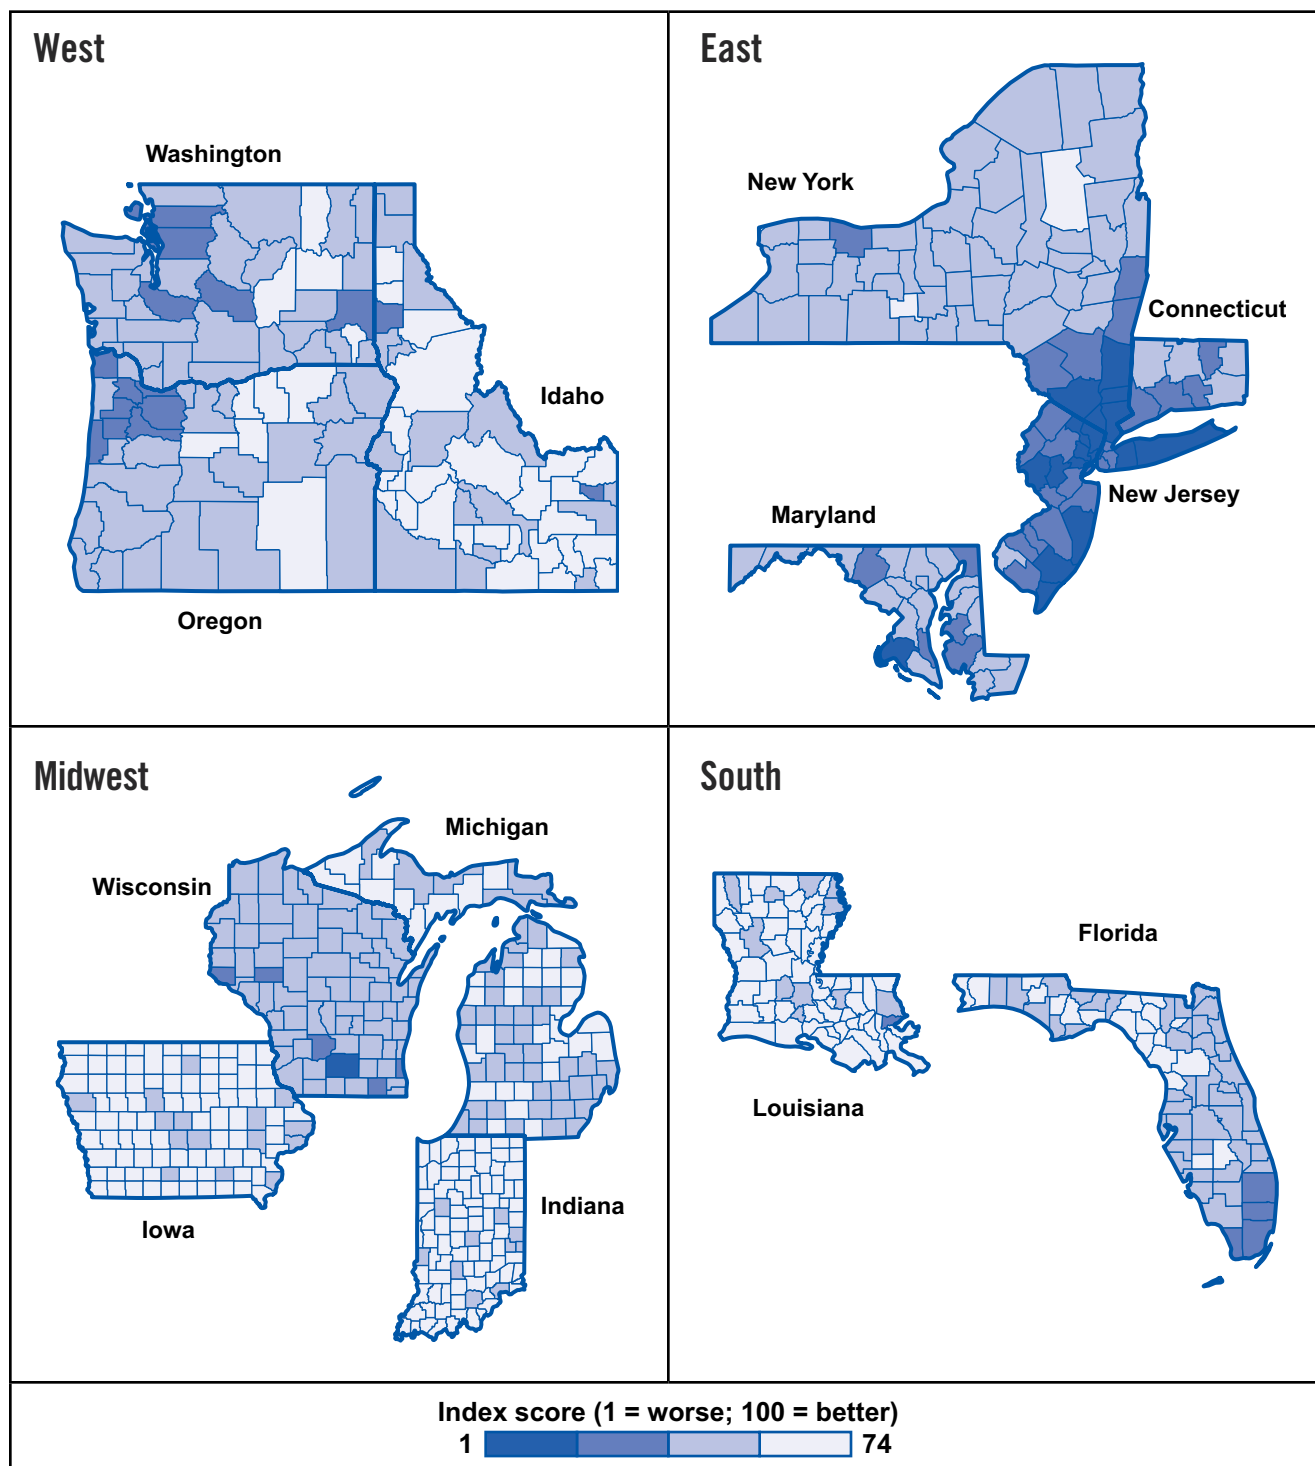 West
Washington
Idaho
Oregon
East
New York
Connecticut
New Jersey
Maryland
Midwest
Michigan
Wisconsin
Indiana
Iowa
South
Florida
Louisiana
Index score (1 = worse; 100 = better)
1 74